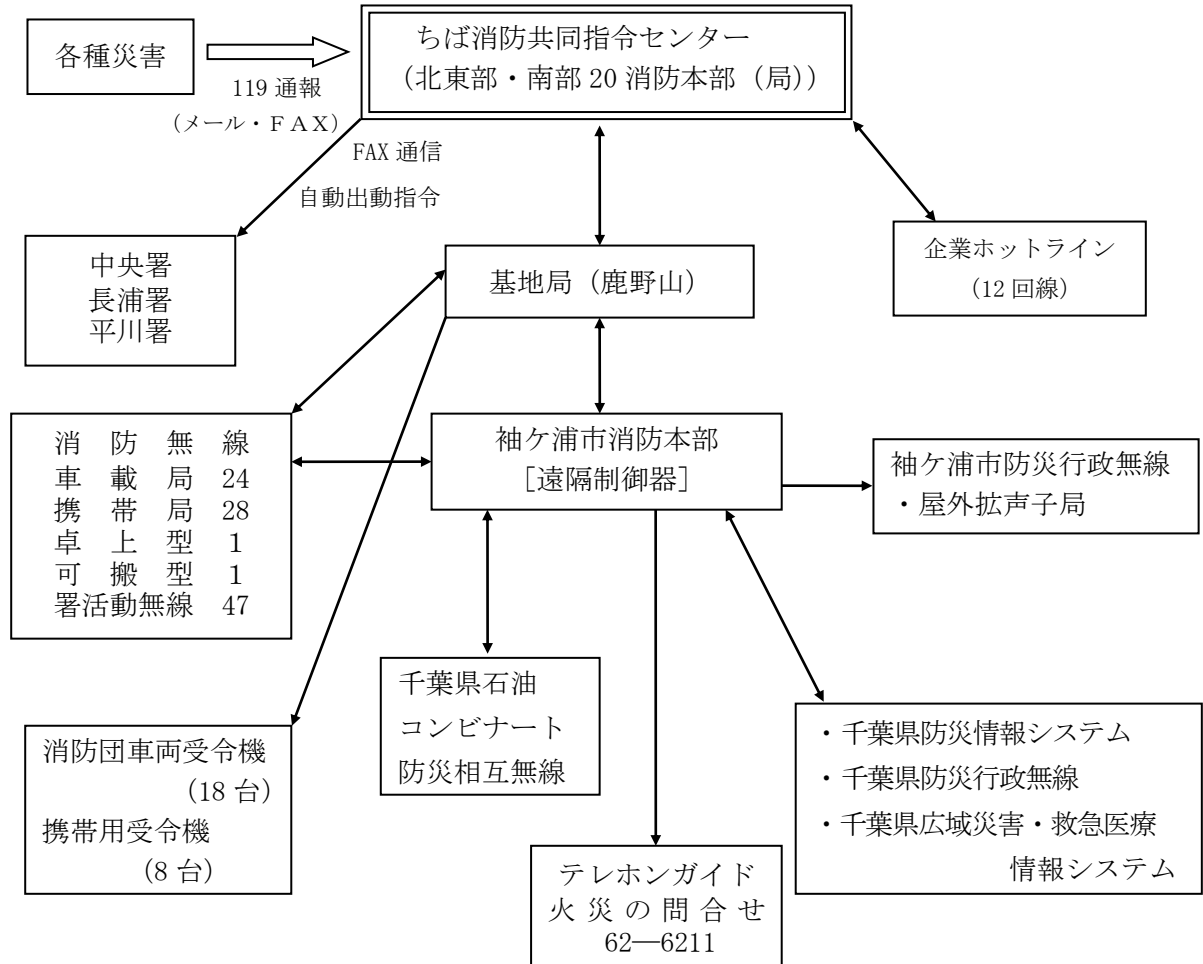 各種災害
119 通報
（メール・ＦＡＸ）
ちば消防共同指令センター
（北東部・南部 20 消防本部（局））
FAX 通信
自動出動指令
中央署
長浦署
平川署
基地局（鹿野山）
企業ホットライン
（12 回線）
消防無線
車載局 24
携帯局 28
卓上型 1
可搬型 1
署活動無線 47
袖ケ浦市消防本部
［遠隔制御器］
袖ケ浦市防災行政無線
・屋外拡声子局
千葉県石油
コンビナート
防災相互無線
消防団車両受令機
（18 台）
携帯用受令機
（8 台）
・千葉県防災情報システム
・千葉県防災行政無線
・千葉県広域災害・救急医療
情報システム
テレホンガイド
火災の問合せ
62―6211